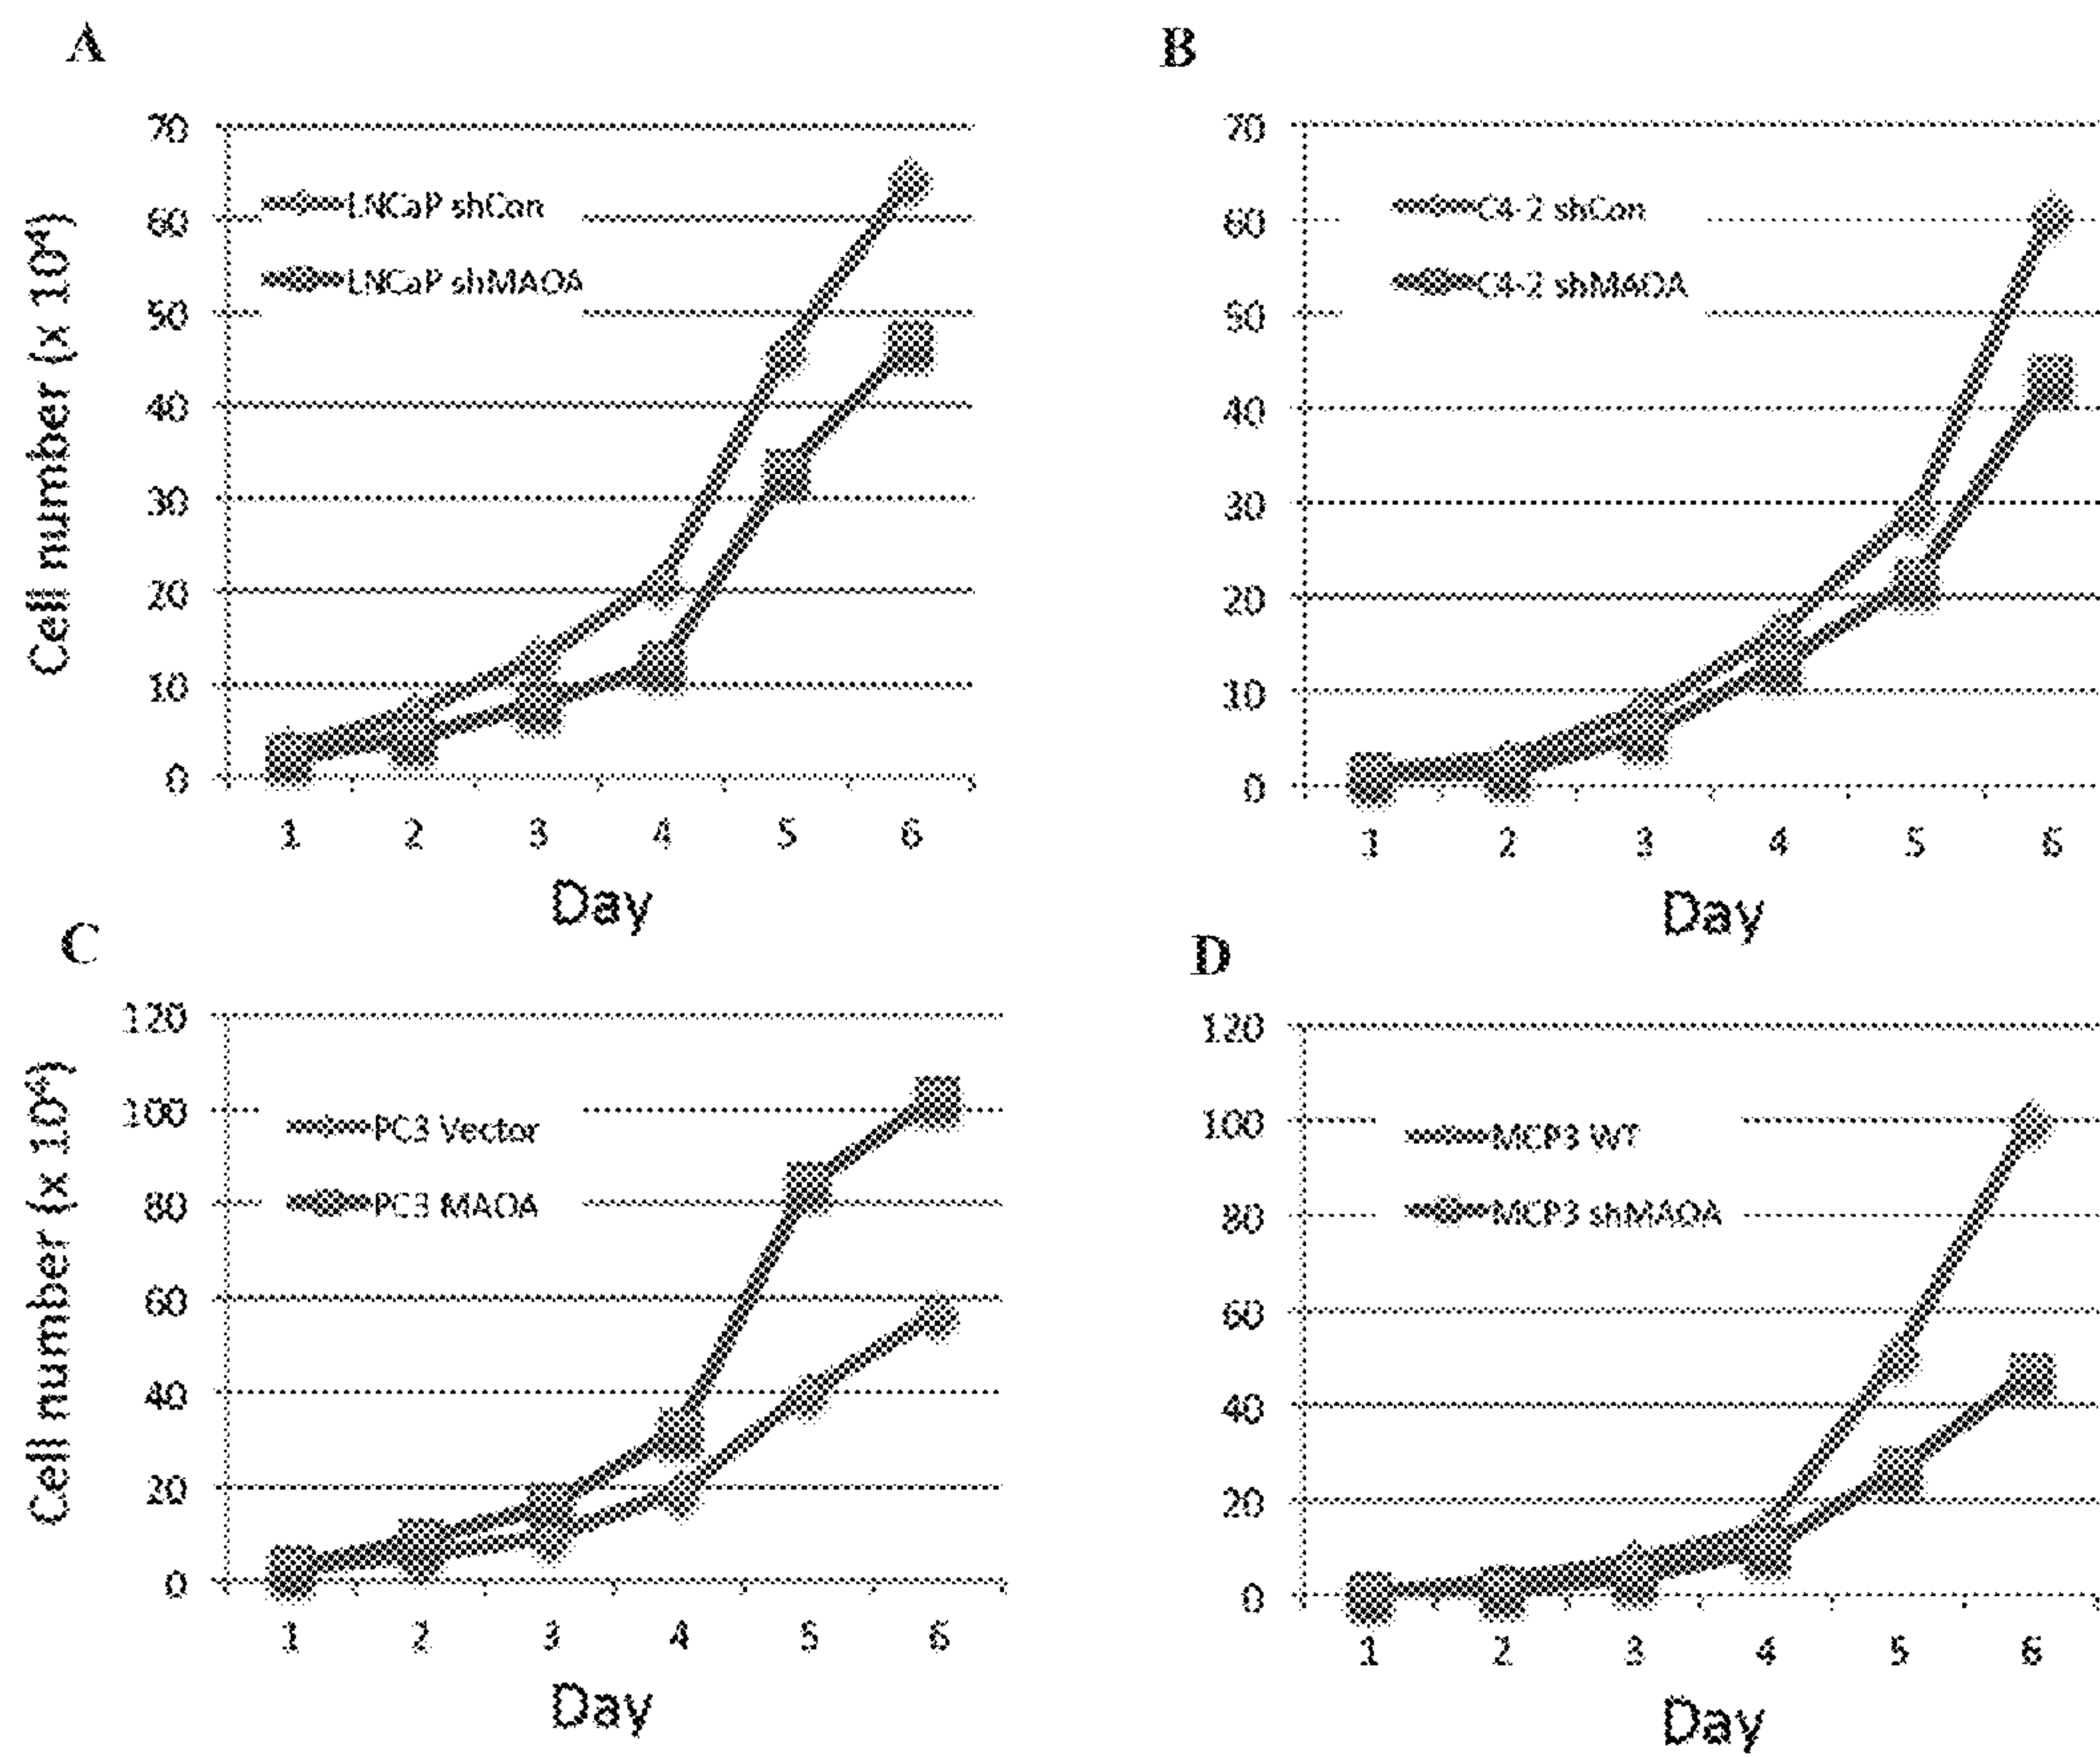 A
70
60
50
40
30
20
10
0
Cell number (x 10⁴)
LNCaP shCon
LNCaP shMAOA
1 2 3 4 5 6
Day
B
70
60
50
40
30
20
10
0
C4-2 shCon
C4-2 shMAOA
1 2 3 4 5 6
Day
C
120
100
80
60
40
20
0
Cell number (x 10⁴)
PC3 Vector
PC3 MAOA
1 2 3 4 5 6
Day
D
120
100
80
60
40
20
0
MCP3 WT
MCP3 shMAOA
1 2 3 4 5 6
Day